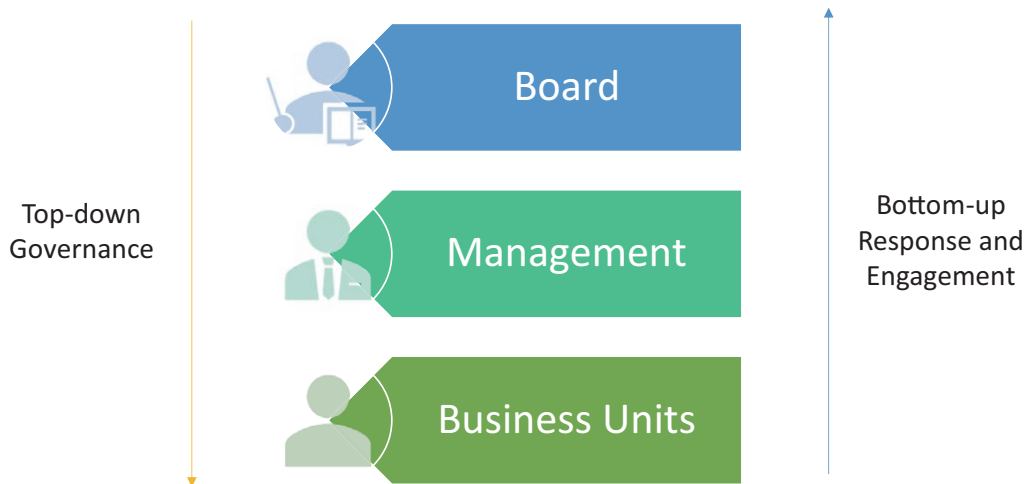 Board
Top-down
Governance
Management
Bottom-up
Response and
Engagement
Business Units